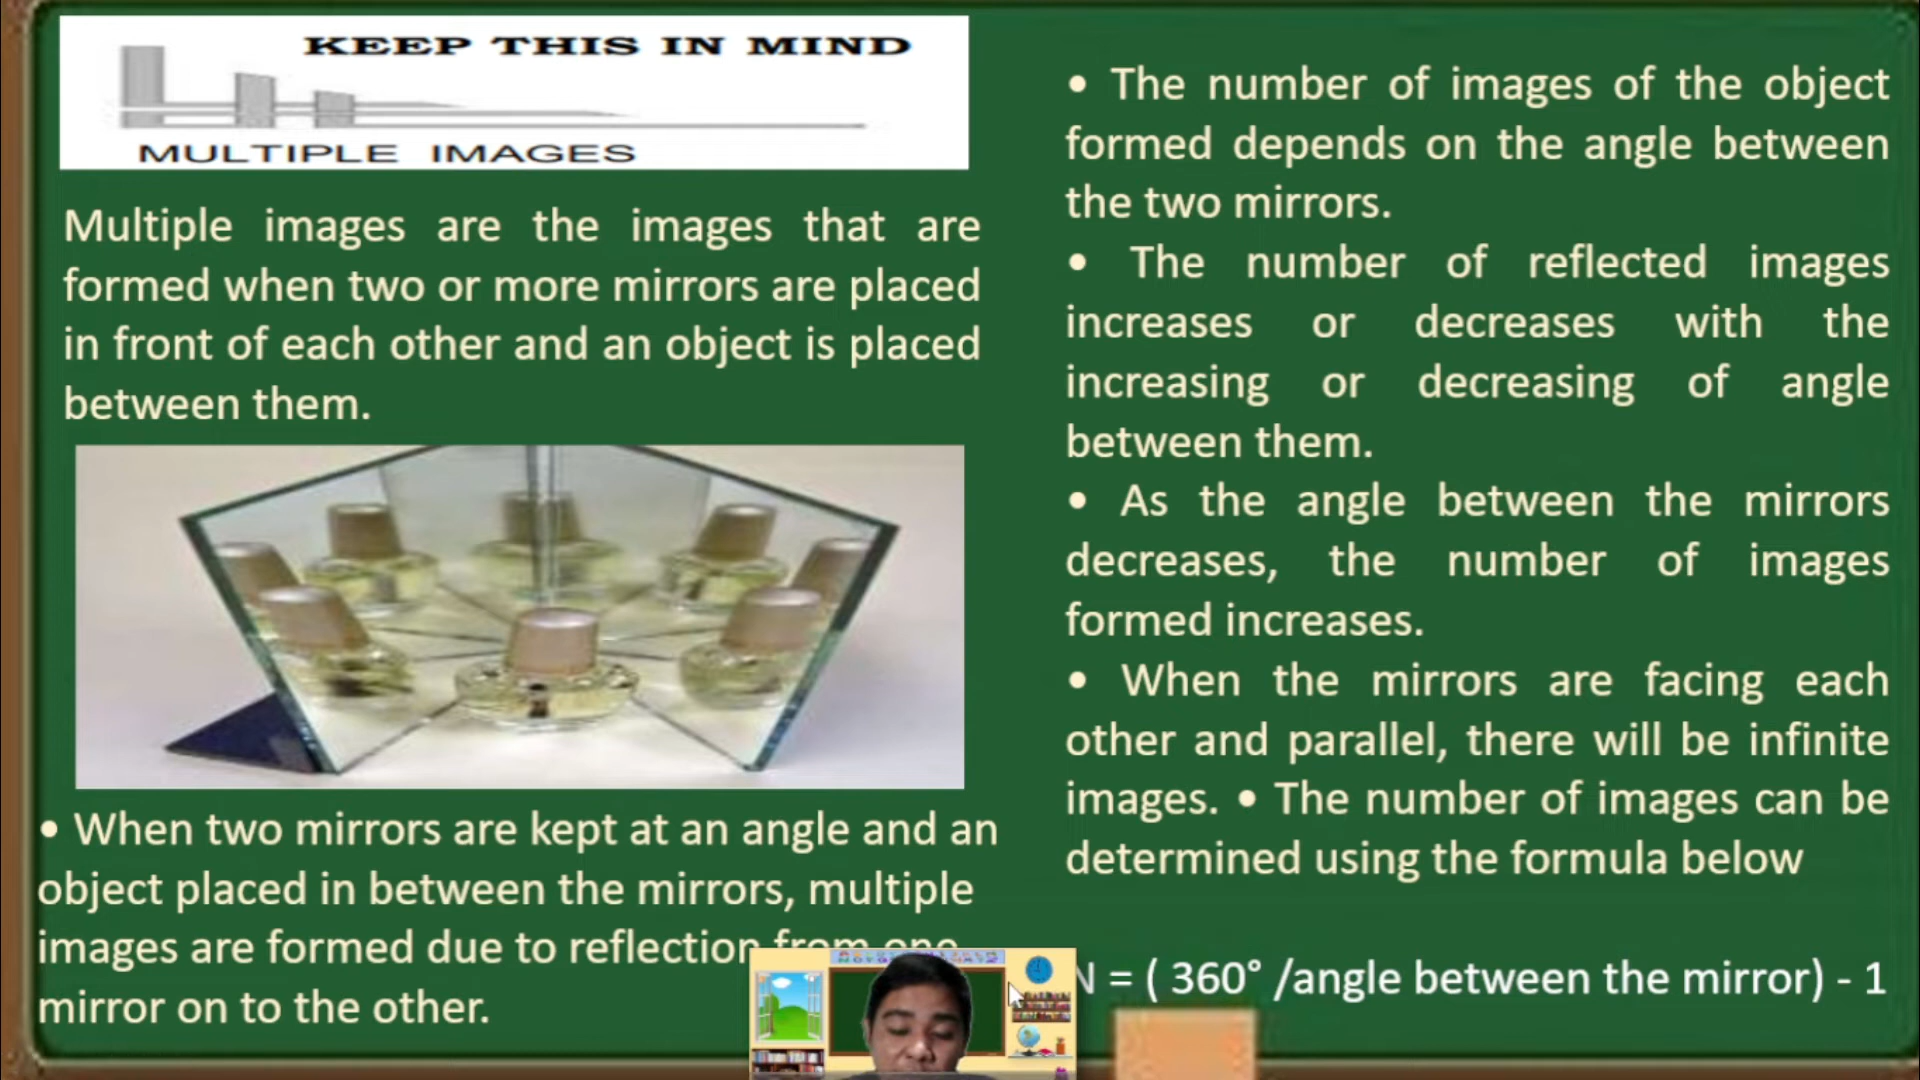 KEEP THIS IN MIND
MULTIPLE IMAGES
Multiple images are the images that are
formed when two or more mirrors are placed
in front of each other and an object is placed
between them.
• When two mirrors are kept at an angle and an
object placed in between the mirrors, multiple
images are formed due to reflection from one
mirror on to the other.
• The number of images of the object
formed depends on the angle between
the two mirrors.
• The number of reflected images
increases or decreases with the
increasing or decreasing of angle
between them.
• As the angle between the mirrors
decreases, the number of images
formed increases.
• When the mirrors are facing each
other and parallel, there will be infinite
images. • The number of images can be
determined using the formula below
N = ( 360° /angle between the mirror) - 1